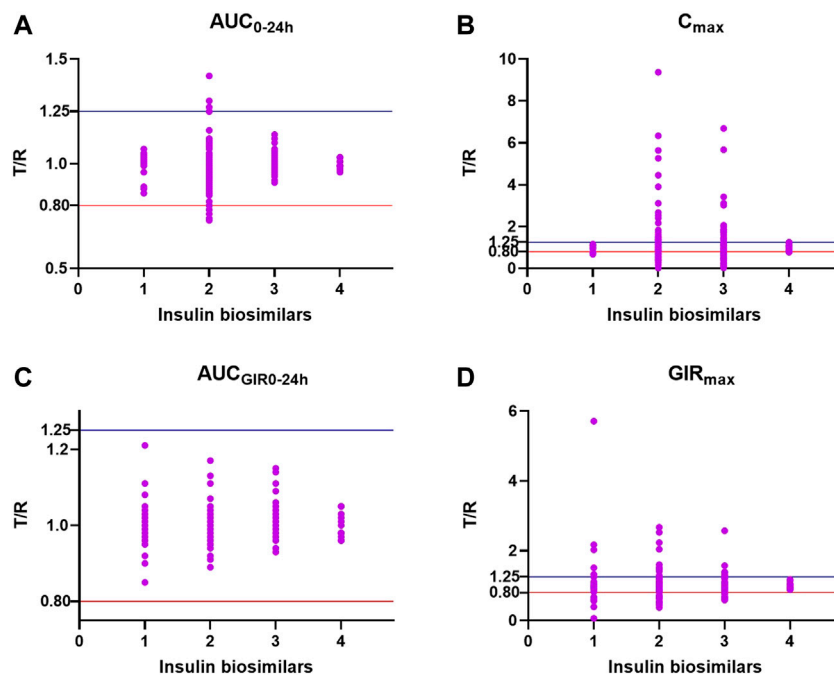 A
AUC0-24h
T/R
1.5
1.25
1.0
0.80
0.5
0 1 2 3 4
Insulin biosimilars
B
Cmax
T/R
10
8
6
4
2
1.25
0.80
0
0 1 2 3 4
Insulin biosimilars
C
AUCGIR0-24h
T/R
1.25
1.2
1.0
0.80
0 1 2 3 4
Insulin biosimilars
D
GIRmax
T/R
6
4
2
1.25
0.80
0
0 1 2 3 4
Insulin biosimilars